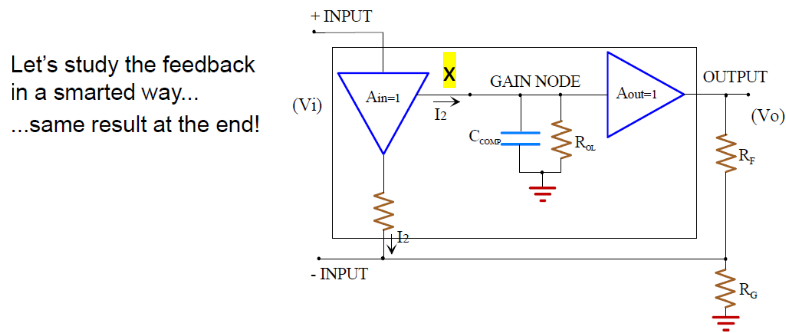 + INPUT
Let's study the feedback
in a smarted way...
...same result at the end!
X
GAIN NODE
OUTPUT
(Vi)
Ain=1
Aout=1
I2
(Vo)
CCOMP
ROL
RF
I2
- INPUT
RG